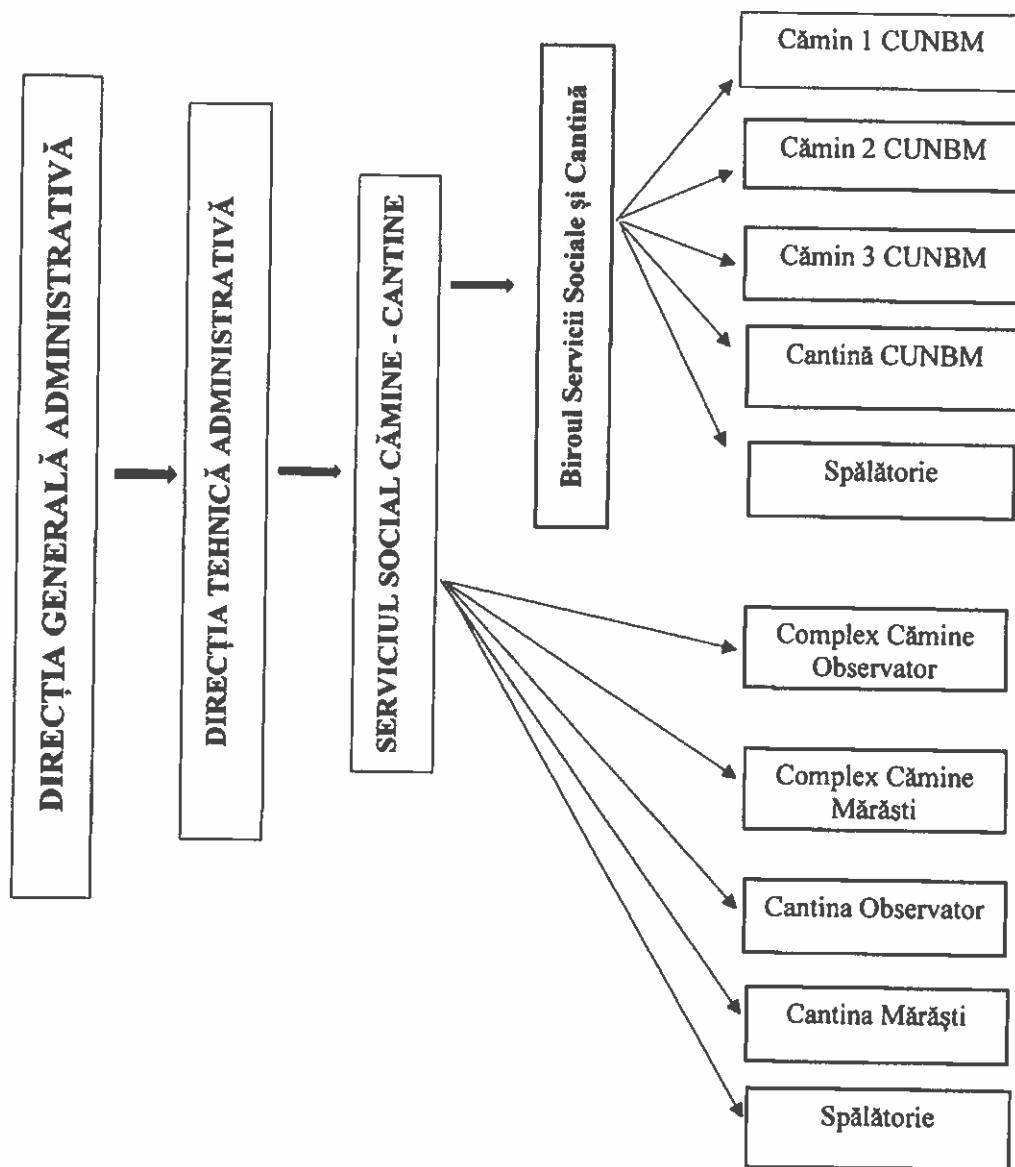 DIRECȚIA GENERALĂ ADMINISTRATIVĂ
DIRECȚIA TEHNICĂ ADMINISTRATIVĂ
SERVICIUL SOCIAL CĂMINE - CANTINE
Biroul Servicii Sociale și Cantină
Cămin 1 CUNBM
Cămin 2 CUNBM
Cămin 3 CUNBM
Cantină CUNBM
Spălătorie
Complex Cămine
Observator
Complex Cămine
Mărăști
Cantina Observator
Cantina Mărăști
Spălătorie